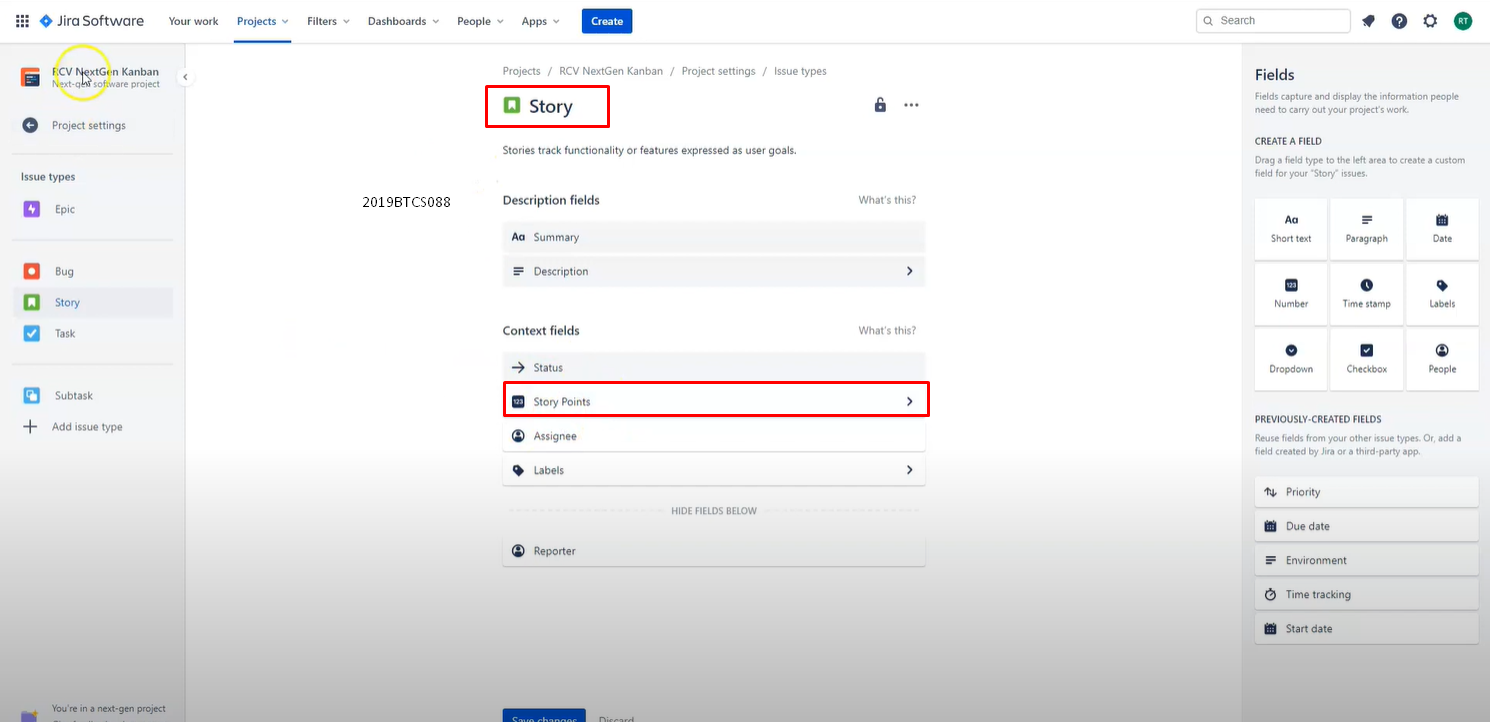 Jira Software
Your work
Projects
Filters
Dashboards
People
Apps
Create
Search
RT
RCV NextGen Kanban
Next-gen software project
Project settings
Issue types
Epic
Bug
Story
Task
Subtask
Add issue type
You're in a next-gen project
Projects / RCV NextGen Kanban / Project settings / Issue types
Story
Stories track functionality or features expressed as user goals.
2019BTCS088
Description fields
What's this?
Aa Summary
Description
Context fields
What's this?
Status
123 Story Points
Assignee
Labels
HIDE FIELDS BELOW
Reporter
Save changes
Discard
Fields
Fields capture and display the information people
need to carry out your project's work.
CREATE A FIELD
Drag a field type to the left area to create a custom
field for your "Story" issues.
Aa
Short text
Paragraph
Date
123
Number
Time stamp
Labels
Dropdown
Checkbox
People
PREVIOUSLY-CREATED FIELDS
Reuse fields from your other issue types. Or, add a
field created by Jira or a third-party app.
Priority
Due date
Environment
Time tracking
Start date